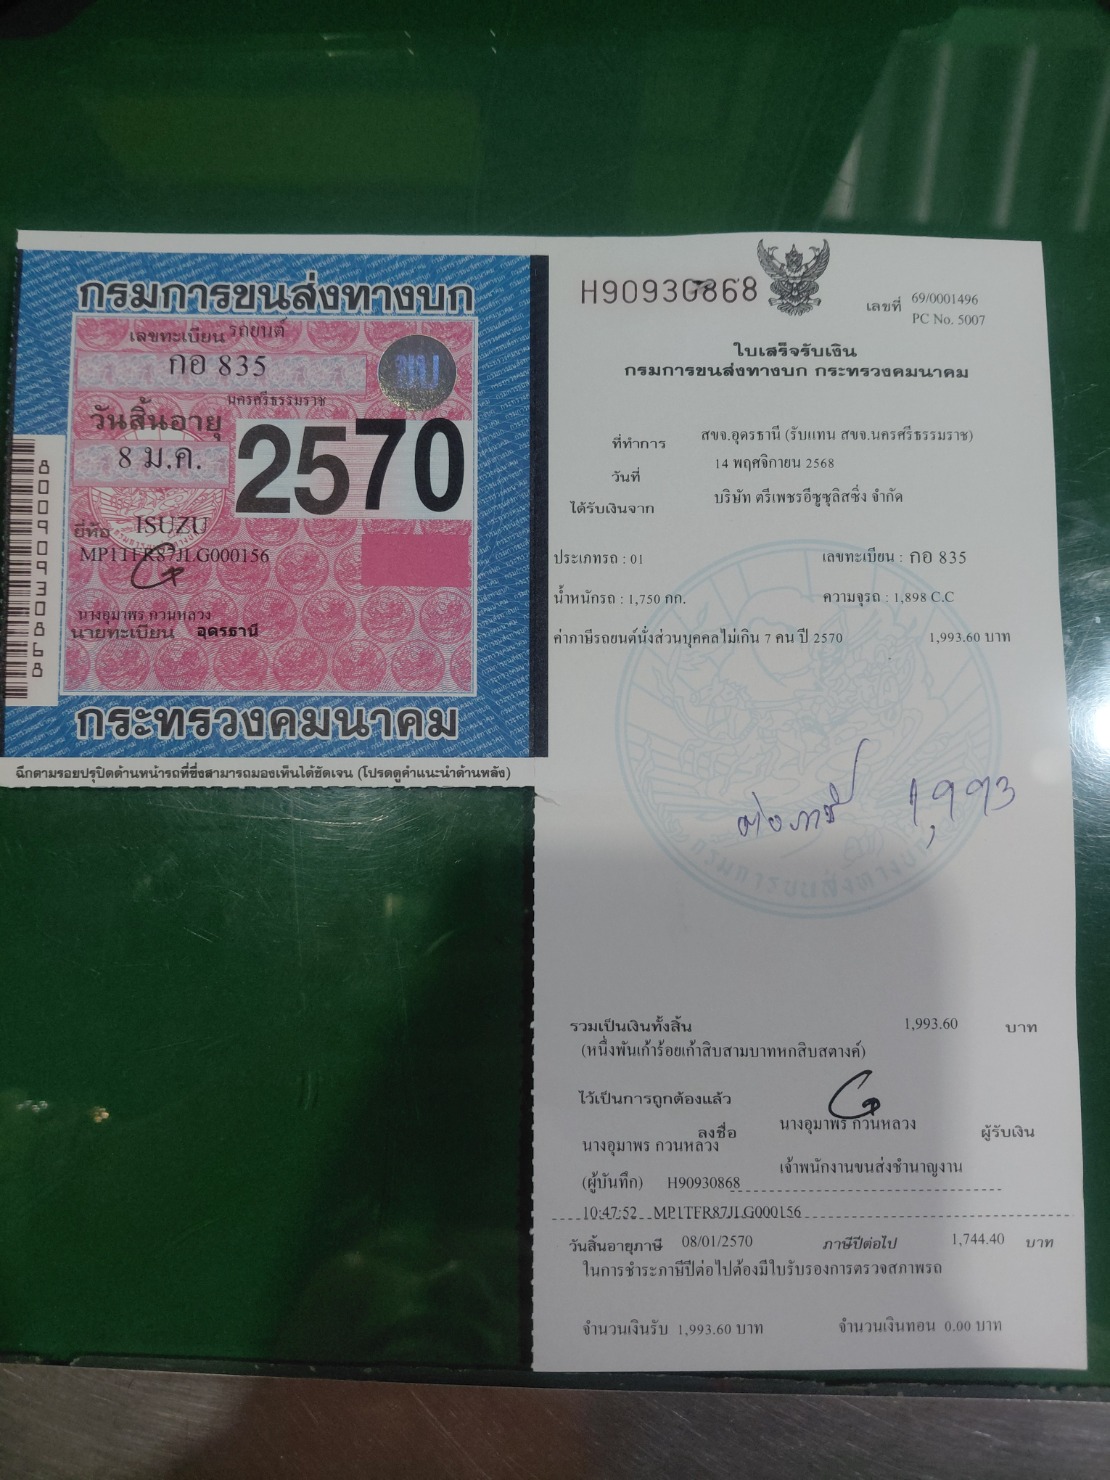 กรมการขนส่งทางบก
เลขทะเบียน รถยนต์
กอ 835
ขบ
นครศรีธรรมราช
วันสิ้นอายุ
8 ม.ค.
2570
ยี่ห้อ ISUZU
MP1TFR87JLG000156
นางอุมาพร กวนหลวง
นายทะเบียน อุดรธานี
80090930868
กระทรวงคมนาคม
ฉีกตามรอยปรุปิดด้านหน้ารถที่ซึ่งสามารถมองเห็นได้ชัดเจน (โปรดดูคำแนะนำด้านหลัง)
H90930868
เลขที่ 69/0001496
PC No. 5007
ใบเสร็จรับเงิน
กรมการขนส่งทางบก กระทรวงคมนาคม
ที่ทำการ สขจ.อุดรธานี (รับแทน สขจ.นครศรีธรรมราช)
วันที่ 14 พฤศจิกายน 2568
ได้รับเงินจาก บริษัท ตรีเพชรอีซูซุลิสซิ่ง จำกัด
ประเภทรถ : 01 เลขทะเบียน : กอ 835
น้ำหนักรถ : 1,750 กก. ความจุรถ : 1,898 C.C
ค่าภาษีรถยนต์นั่งส่วนบุคคลไม่เกิน 7 คน ปี 2570 1,993.60 บาท
ต่อภาษี 1,993
กรมการขนส่งทางบก
รวมเป็นเงินทั้งสิ้น 1,993.60 บาท
(หนึ่งพันเก้าร้อยเก้าสิบสามบาทหกสิบสตางค์)
ไว้เป็นการถูกต้องแล้ว
ลงชื่อ นางอุมาพร กวนหลวง ผู้รับเงิน
นางอุมาพร กวนหลวง
เจ้าพนักงานขนส่งชำนาญงาน
(ผู้บันทึก) H90930868
10:47:52 MP1TFR87JLG000156
วันสิ้นอายุภาษี 08/01/2570 ภาษีปีต่อไป 1,744.40 บาท
ในการชำระภาษีปีต่อไปต้องมีใบรับรองการตรวจสภาพรถ
จำนวนเงินรับ 1,993.60 บาท จำนวนเงินทอน 0.00 บาท